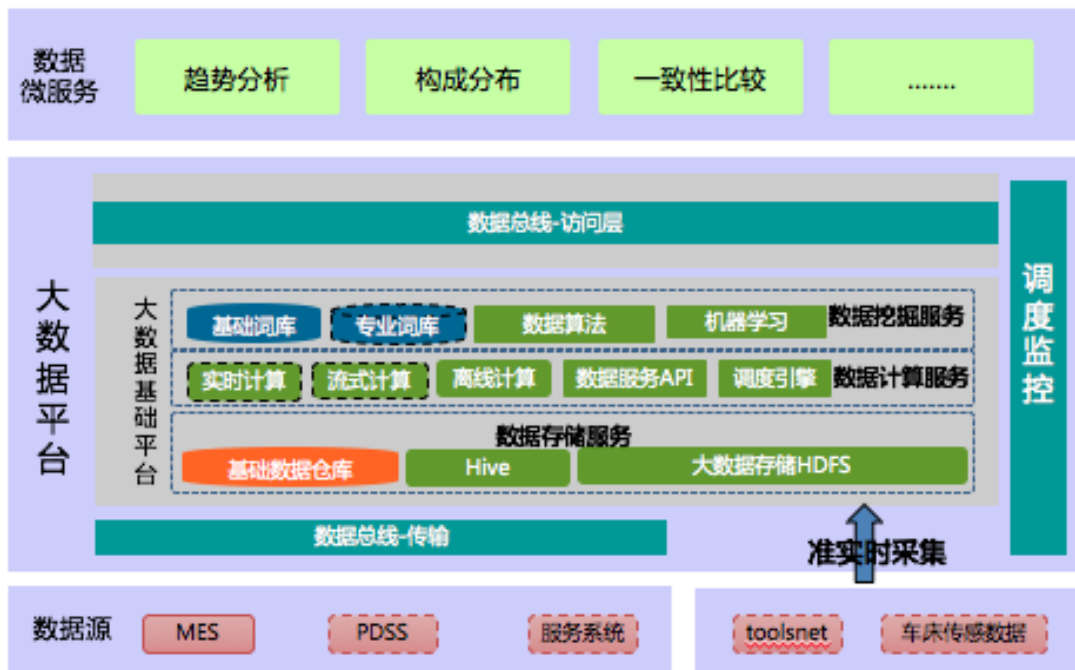 数据
微服务
趋势分析
构成分布
一致性比较
.......
大数据平台
数据总线-访问层
调度监控
大数据基础平台
基础词库
专业词库
数据算法
机器学习
数据挖掘服务
实时计算
流式计算
离线计算
数据服务API
调度引擎
数据计算服务
数据存储服务
基础数据仓库
Hive
大数据存储HDFS
数据总线-传输
准实时采集
数据源
MES
PDSS
服务系统
toolsnet
车床传感数据